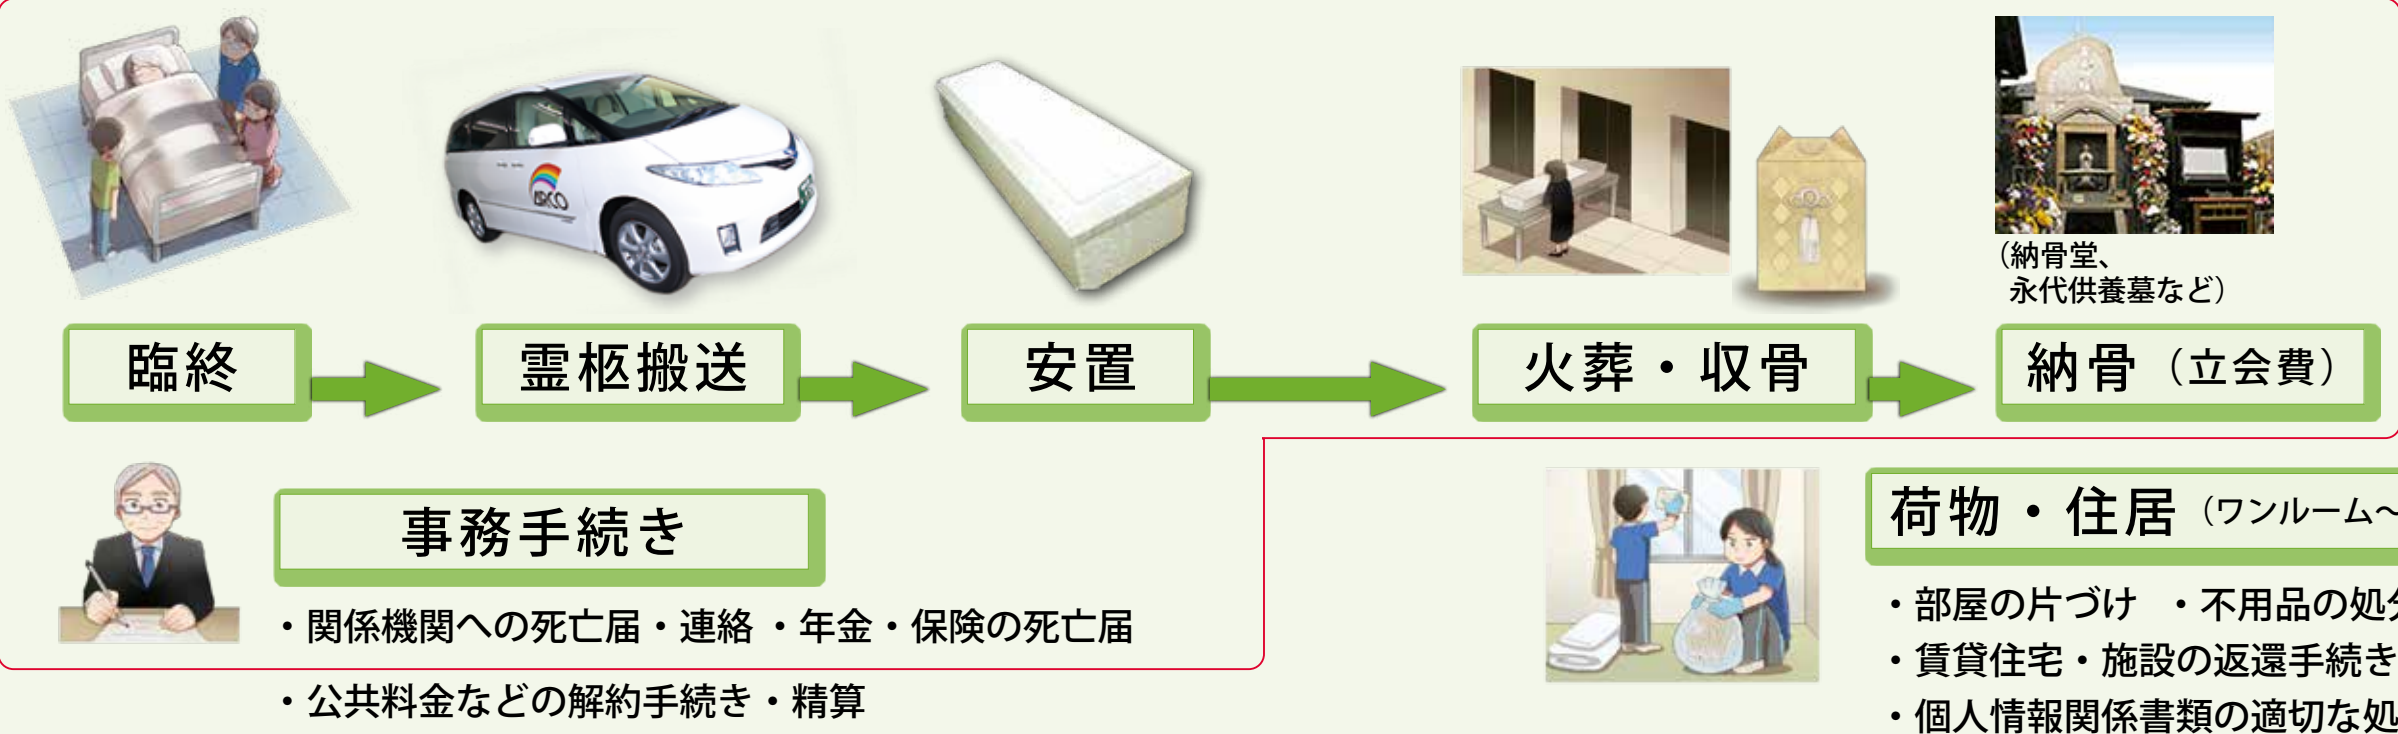 ARCO
（納骨堂、
永代供養墓など）
臨終
霊柩搬送
安置
火葬・収骨
納骨（立会費）
事務手続き
・関係機関への死亡届・連絡 ・年金・保険の死亡届
・公共料金などの解約手続き・精算
荷物・住居（ワンルーム～
・部屋の片づけ ・不用品の処分
・賃貸住宅・施設の返還手続き
・個人情報関係書類の適切な処